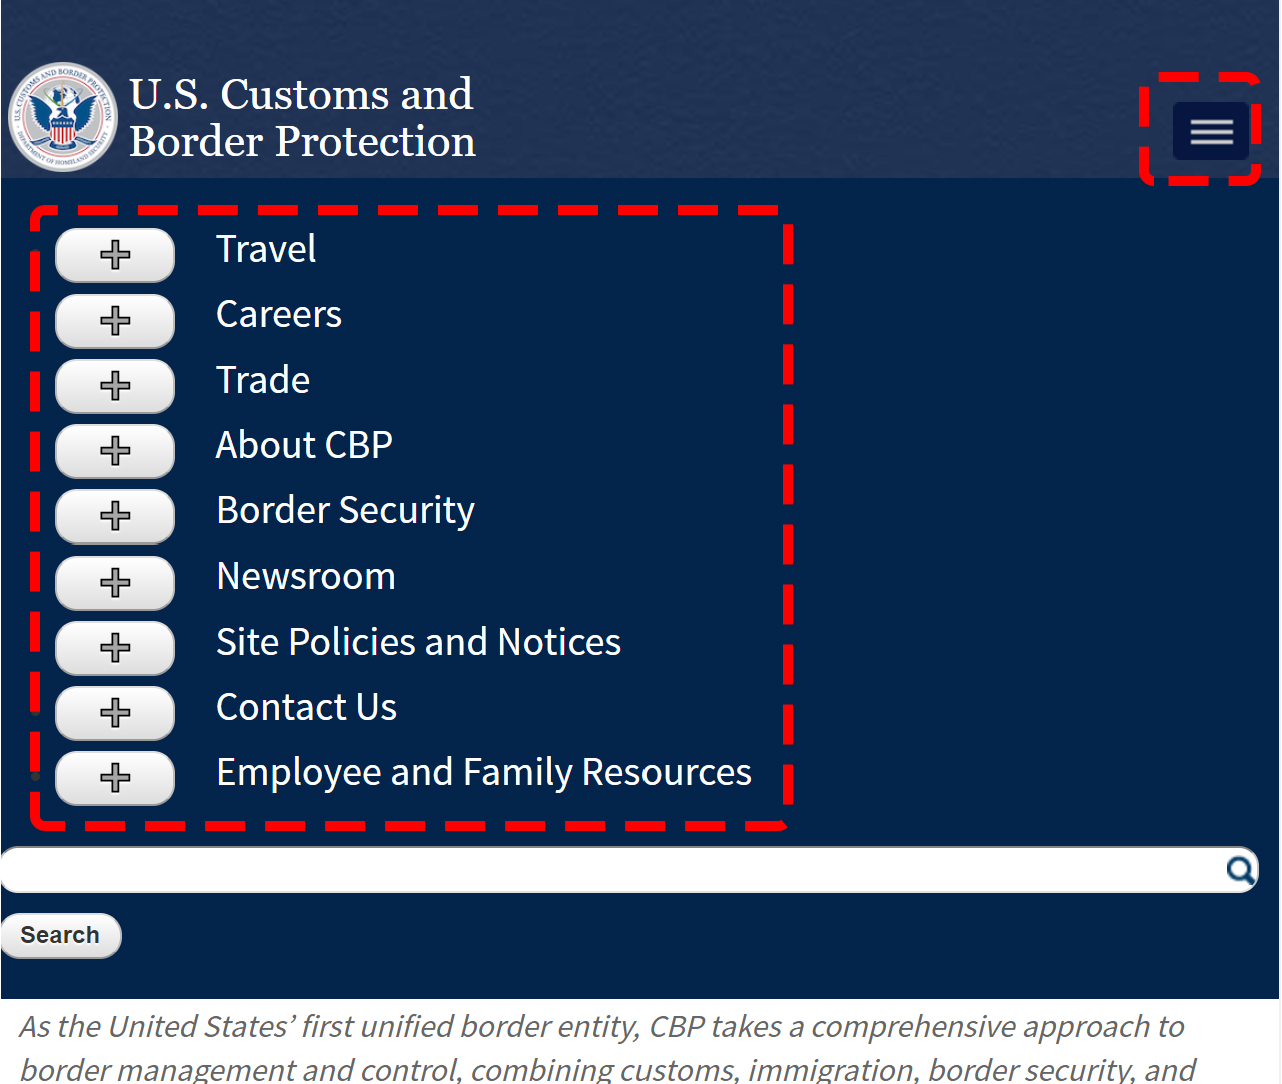 U.S. CUSTOMS AND BORDER PROTECTION
DEPARTMENT OF HOMELAND SECURITY
U.S. Customs and
Border Protection
Travel
Careers
Trade
About CBP
Border Security
Newsroom
Site Policies and Notices
Contact Us
Employee and Family Resources
Search
As the United States’ first unified border entity, CBP takes a comprehensive approach to
border management and control, combining customs, immigration, border security, and